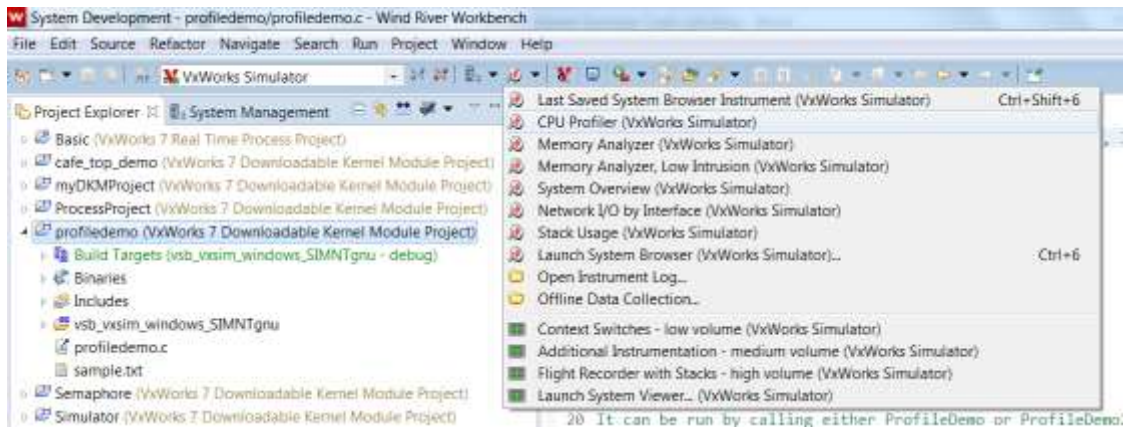 System Development - profiledemo/profiledemo.c - Wind River Workbench
File Edit Source Refactor Navigate Search Run Project Window Help
VxWorks Simulator
Project Explorer System Management
Basic (VxWorks 7 Real Time Process Project)
cafe_top_demo (VxWorks 7 Downloadable Kernel Module Project)
myDKMProject (VxWorks 7 Downloadable Kernel Module Project)
ProcessProject (VxWorks 7 Downloadable Kernel Module Project)
profiledemo (VxWorks 7 Downloadable Kernel Module Project)
Build Targets (vsb_vxsim_windows_SIMNTgnu - debug)
Binaries
Includes
vsb_vxsim_windows_SIMNTgnu
profiledemo.c
sample.txt
Semaphore (VxWorks 7 Downloadable Kernel Module Project)
Simulator (VxWorks 7 Downloadable Kernel Module Project)
Last Saved System Browser Instrument (VxWorks Simulator) Ctrl+Shift+6
CPU Profiler (VxWorks Simulator)
Memory Analyzer (VxWorks Simulator)
Memory Analyzer, Low Intrusion (VxWorks Simulator)
System Overview (VxWorks Simulator)
Network I/O by Interface (VxWorks Simulator)
Stack Usage (VxWorks Simulator)
Launch System Browser (VxWorks Simulator)... Ctrl+6
Open Instrument Log...
Offline Data Collection...
Context Switches - low volume (VxWorks Simulator)
Additional Instrumentation - medium volume (VxWorks Simulator)
Flight Recorder with Stacks - high volume (VxWorks Simulator)
Launch System Viewer... (VxWorks Simulator)
20 It can be run by calling either ProfileDemo or ProfileDemo